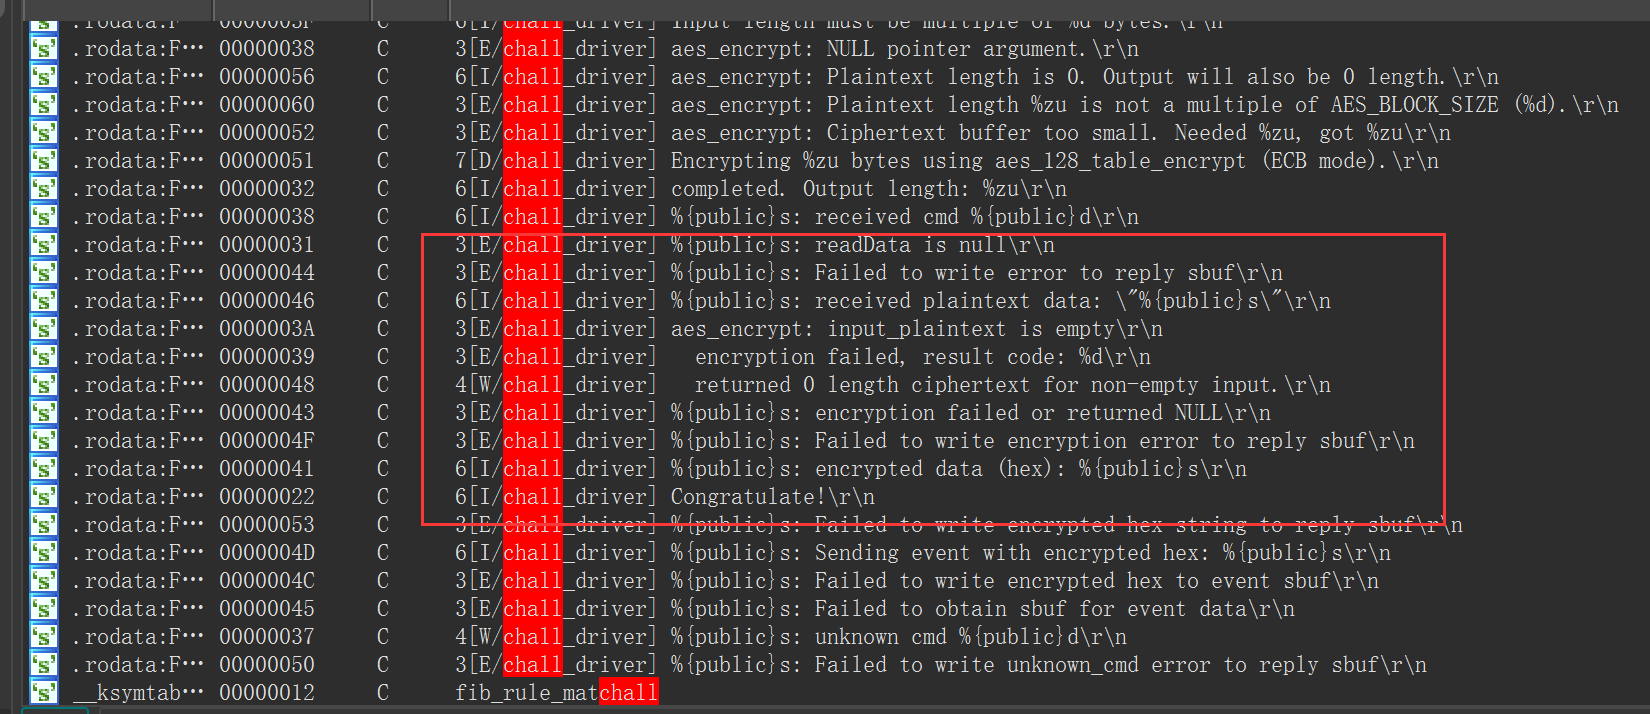 .rodata:F… 0000003F C 6[I/chall_driver] Input length must be multiple of %d bytes.\r\n
.rodata:F… 00000038 C 3[E/chall_driver] aes_encrypt: NULL pointer argument.\r\n
.rodata:F… 00000056 C 6[I/chall_driver] aes_encrypt: Plaintext length is 0. Output will also be 0 length.\r\n
.rodata:F… 00000060 C 3[E/chall_driver] aes_encrypt: Plaintext length %zu is not a multiple of AES_BLOCK_SIZE (%d).\r\n
.rodata:F… 00000052 C 3[E/chall_driver] aes_encrypt: Ciphertext buffer too small. Needed %zu, got %zu\r\n
.rodata:F… 00000051 C 7[D/chall_driver] Encrypting %zu bytes using aes_128_table_encrypt (ECB mode).\r\n
.rodata:F… 00000032 C 6[I/chall_driver] completed. Output length: %zu\r\n
.rodata:F… 00000038 C 6[I/chall_driver] %{public}s: received cmd %{public}d\r\n
.rodata:F… 00000031 C 3[E/chall_driver] %{public}s: readData is null\r\n
.rodata:F… 00000044 C 3[E/chall_driver] %{public}s: Failed to write error to reply sbuf\r\n
.rodata:F… 00000046 C 6[I/chall_driver] %{public}s: received plaintext data: \"%{public}s\"\r\n
.rodata:F… 0000003A C 3[E/chall_driver] aes_encrypt: input_plaintext is empty\r\n
.rodata:F… 00000039 C 3[E/chall_driver]   encryption failed, result code: %d\r\n
.rodata:F… 00000048 C 4[W/chall_driver]   returned 0 length ciphertext for non-empty input.\r\n
.rodata:F… 00000043 C 3[E/chall_driver] %{public}s: encryption failed or returned NULL\r\n
.rodata:F… 0000004F C 3[E/chall_driver] %{public}s: Failed to write encryption error to reply sbuf\r\n
.rodata:F… 00000041 C 6[I/chall_driver] %{public}s: encrypted data (hex): %{public}s\r\n
.rodata:F… 00000022 C 6[I/chall_driver] Congratulate!\r\n
.rodata:F… 00000053 C 3[E/chall_driver] %{public}s: Failed to write encrypted hex string to reply sbuf\r\n
.rodata:F… 0000004D C 6[I/chall_driver] %{public}s: Sending event with encrypted hex: %{public}s\r\n
.rodata:F… 0000004C C 3[E/chall_driver] %{public}s: Failed to write encrypted hex to event sbuf\r\n
.rodata:F… 00000045 C 3[E/chall_driver] %{public}s: Failed to obtain sbuf for event data\r\n
.rodata:F… 00000037 C 4[W/chall_driver] %{public}s: unknown cmd %{public}d\r\n
.rodata:F… 00000050 C 3[E/chall_driver] %{public}s: Failed to write unknown_cmd error to reply sbuf\r\n
__ksymtab… 00000012 C fib_rule_matchall